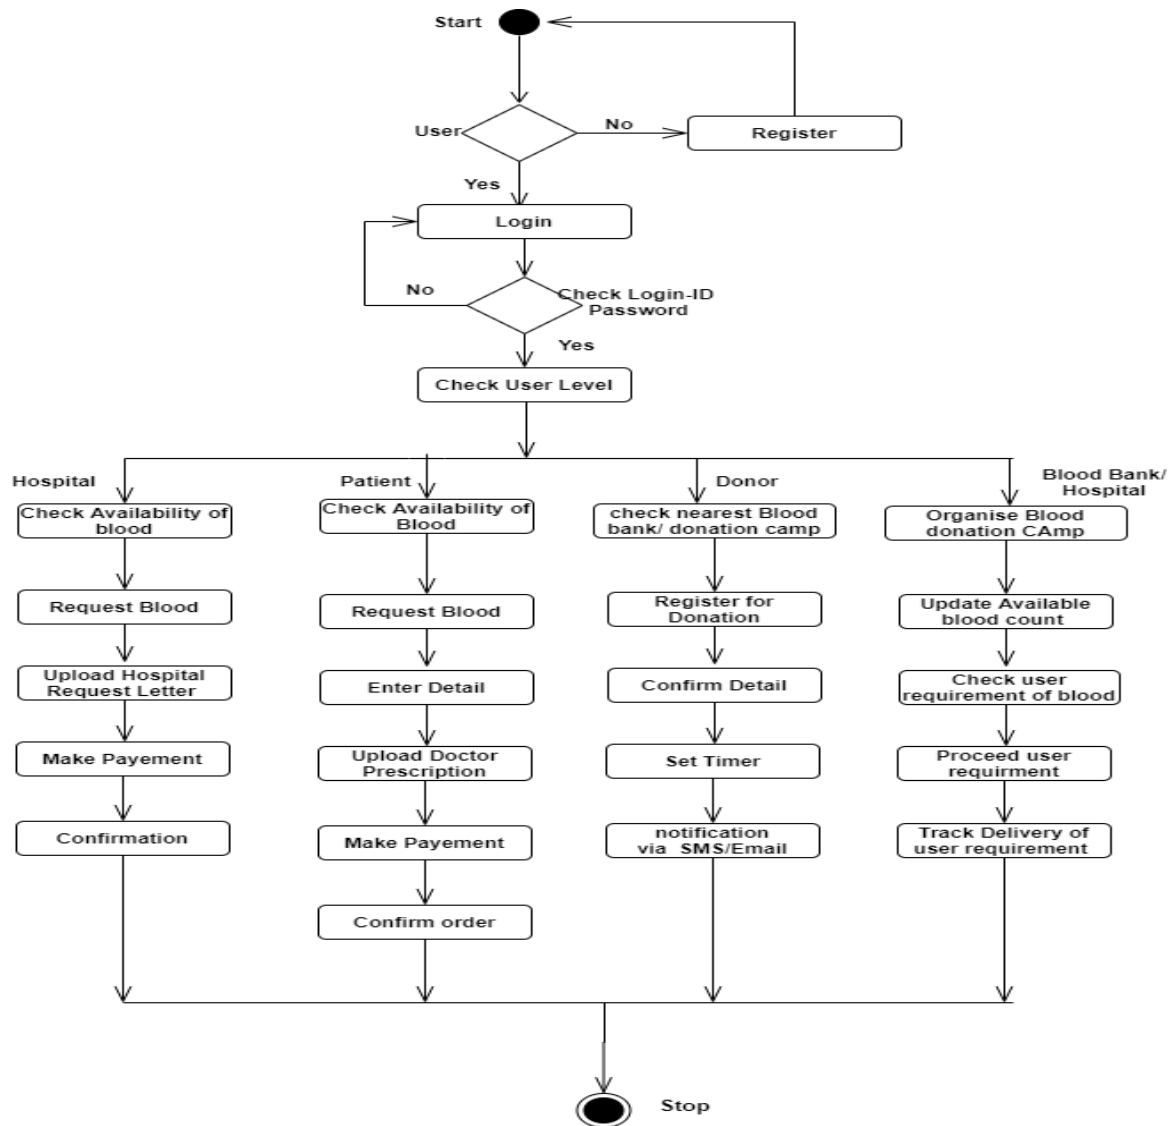 Start
User
No
Register
Yes
Login
No
Check Login-ID
Password
Yes
Check User Level
Hospital
Check Availability of
blood
Request Blood
Upload Hospital
Request Letter
Make Payement
Confirmation
Patient
Check Availability of
Blood
Request Blood
Enter Detail
Upload Doctor
Prescription
Make Payement
Confirm order
Donor
check nearest Blood
bank/ donation camp
Register for
Donation
Confirm Detail
Set Timer
notification
via SMS/Email
Blood Bank/
Hospital
Organise Blood
donation CAmp
Update Available
blood count
Check user
requirement of blood
Proceed user
requirment
Track Delivery of
user requirement
Stop